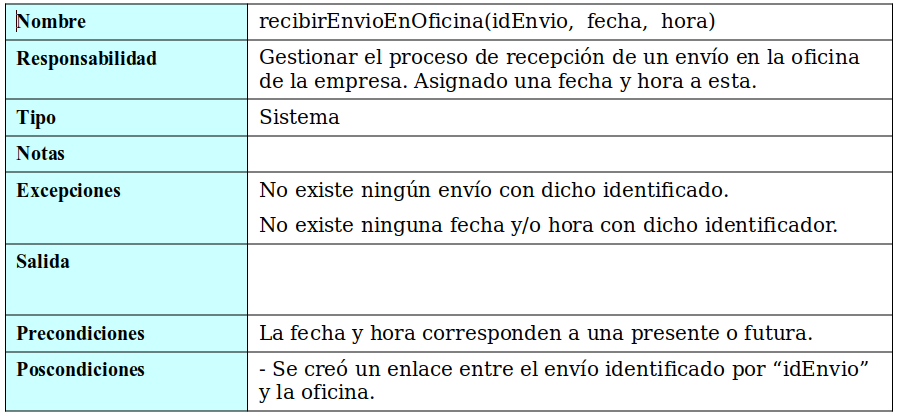 Nombre recibirEnvioEnOficina(idEnvio, fecha, hora)
Responsabilidad Gestionar el proceso de recepción de un envío en la oficina
de la empresa. Asignado una fecha y hora a esta.
Tipo Sistema
Notas
Excepciones No existe ningún envío con dicho identificado.
No existe ninguna fecha y/o hora con dicho identificador.
Salida
Precondiciones La fecha y hora corresponden a una presente o futura.
Poscondiciones - Se creó un enlace entre el envío identificado por “idEnvio”
y la oficina.